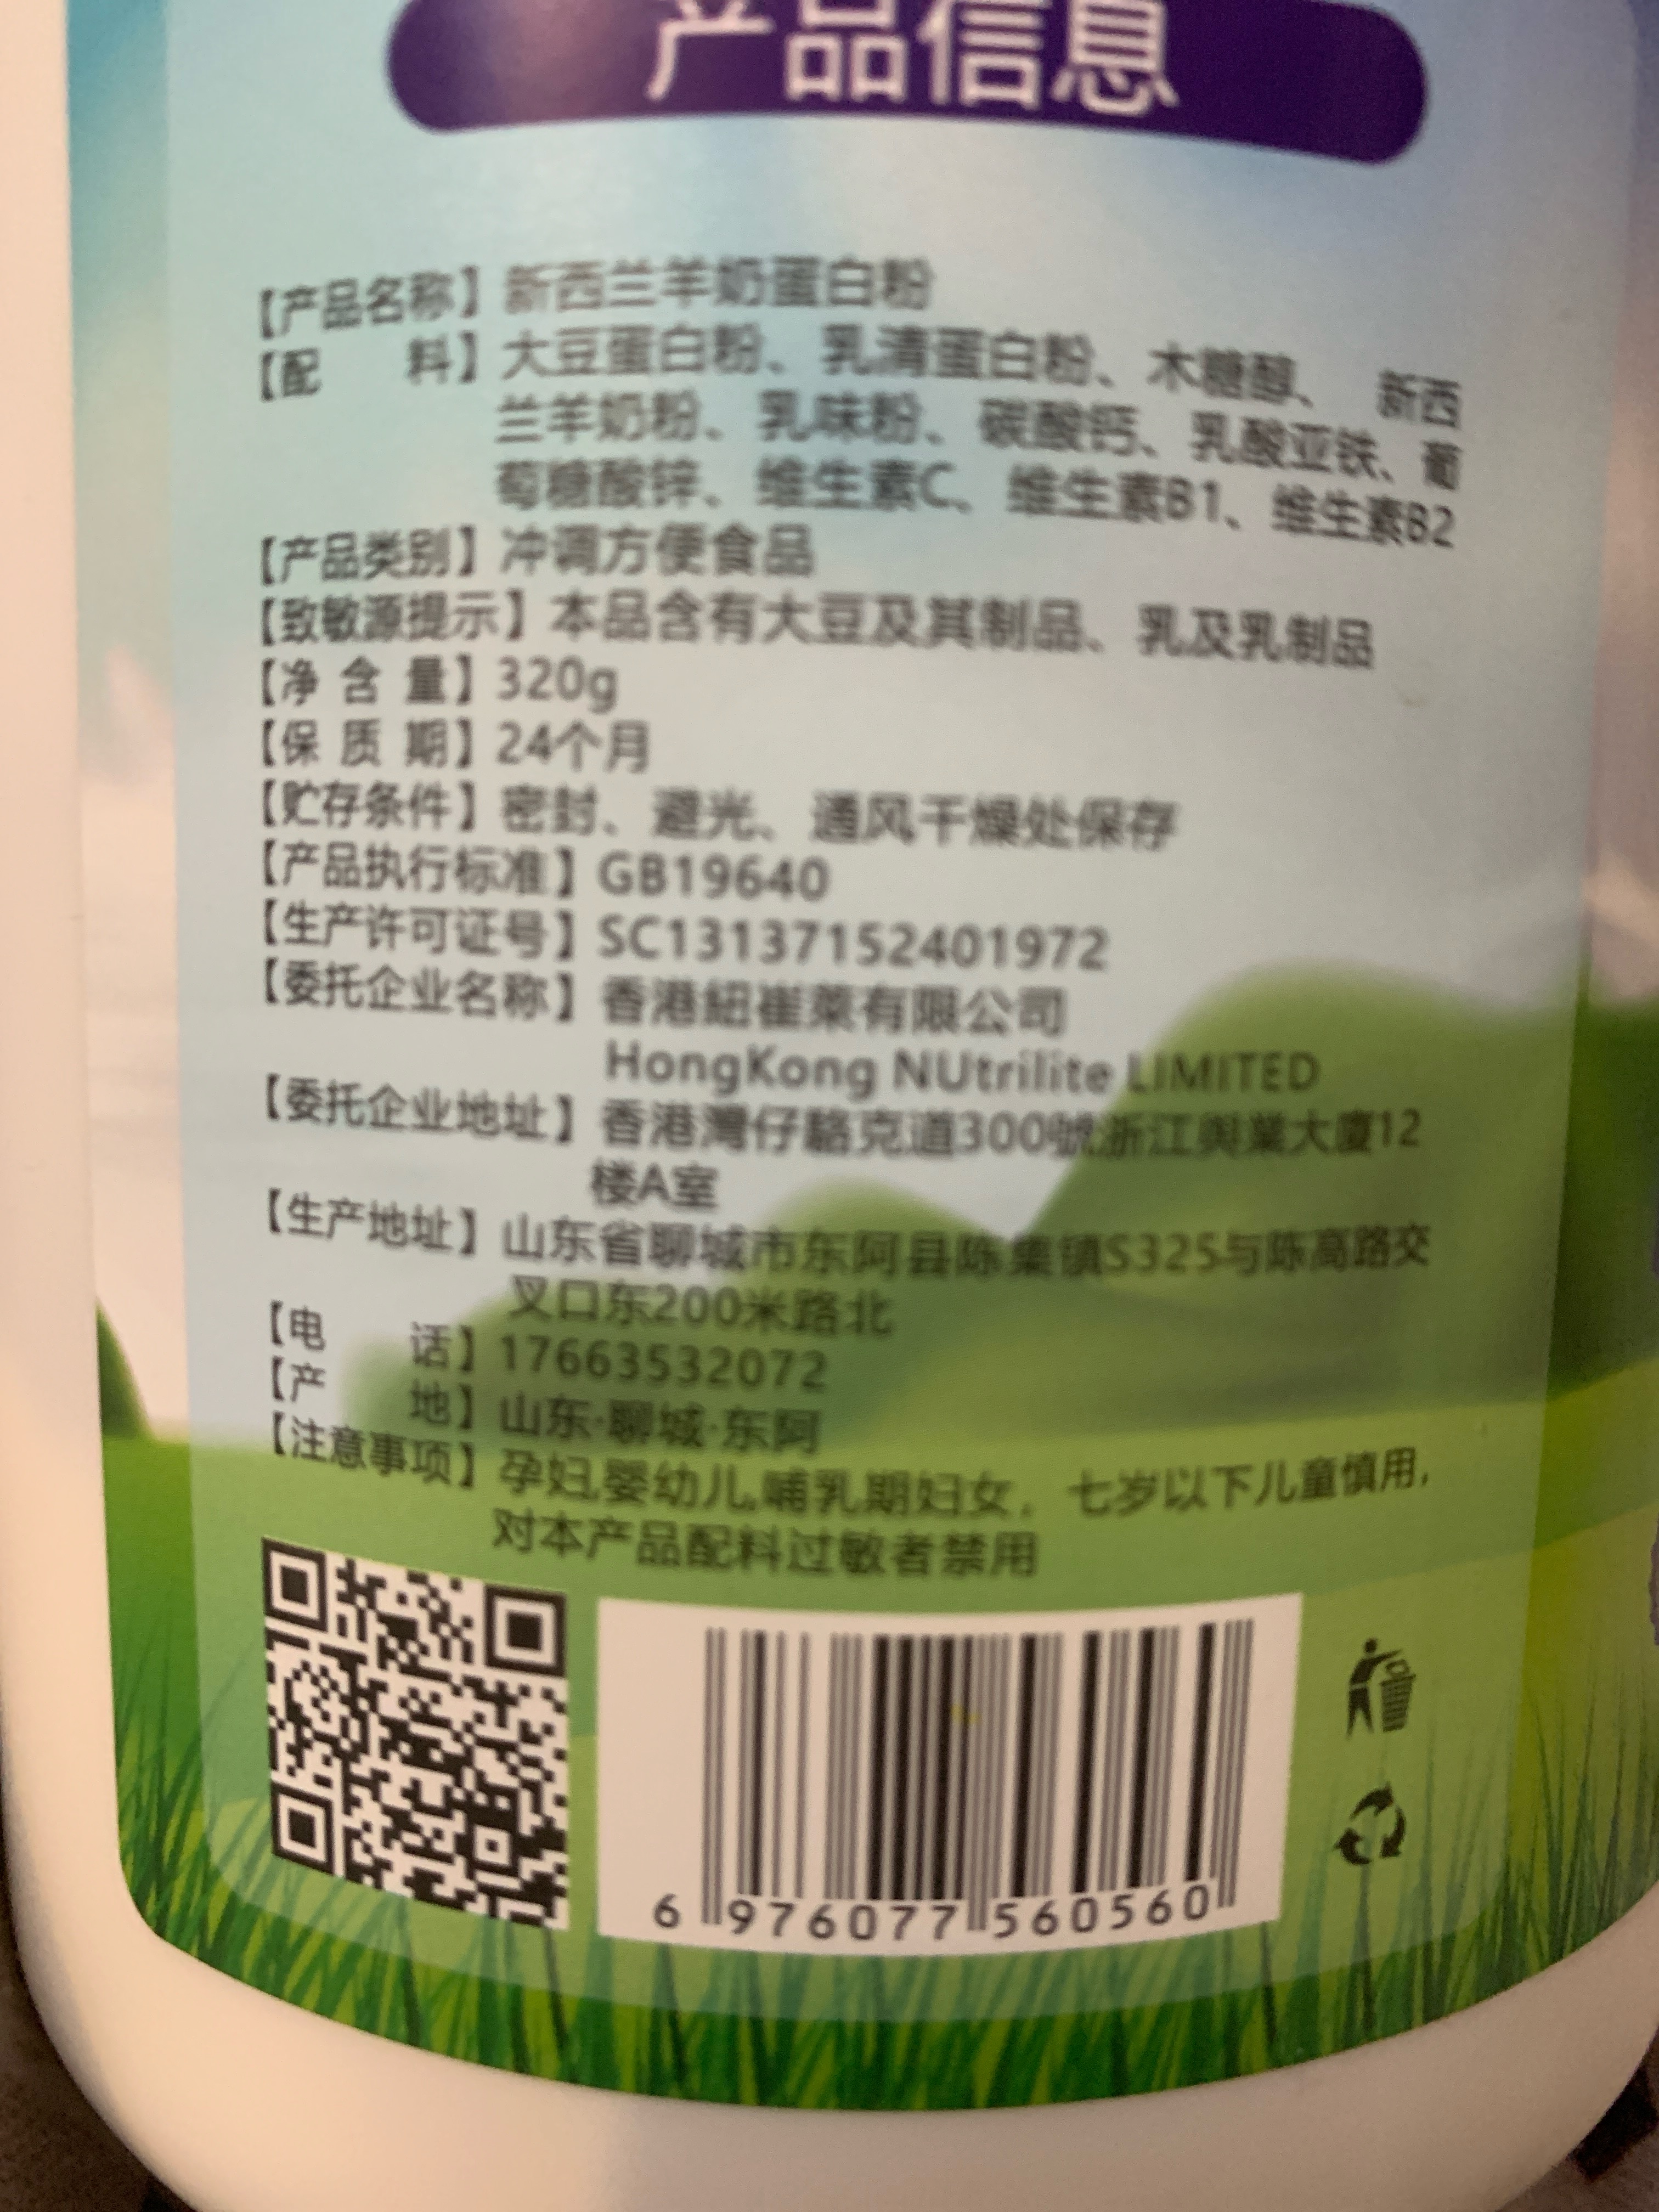 产品信息
【产品名称】新西兰羊奶蛋白粉
【配 料】大豆蛋白粉、乳清蛋白粉、木糖醇、 新西
兰羊奶粉、乳味粉、碳酸钙、乳酸亚铁、葡
萄糖酸锌、维生素C、维生素B1、维生素B2
【产品类别】冲调方便食品
【致敏源提示】本品含有大豆及其制品、乳及乳制品
【净 含 量】320g
【保 质 期】24个月
【贮存条件】密封、避光、通风干燥处保存
【产品执行标准】GB19640
【生产许可证号】SC13137152401972
【委托企业名称】香港紐崔萊有限公司
HongKong NUtrilite LIMITED
【委托企业地址】香港灣仔駱克道300號浙江興業大廈12
楼A室
【生产地址】山东省聊城市东阿县陈集镇S325与陈高路交
叉口东200米路北
【电 话】17663532072
【产 地】山东·聊城·东阿
【注意事项】孕妇,婴幼儿,哺乳期妇女，七岁以下儿童慎用,
对本产品配料过敏者禁用
6 976077 560560